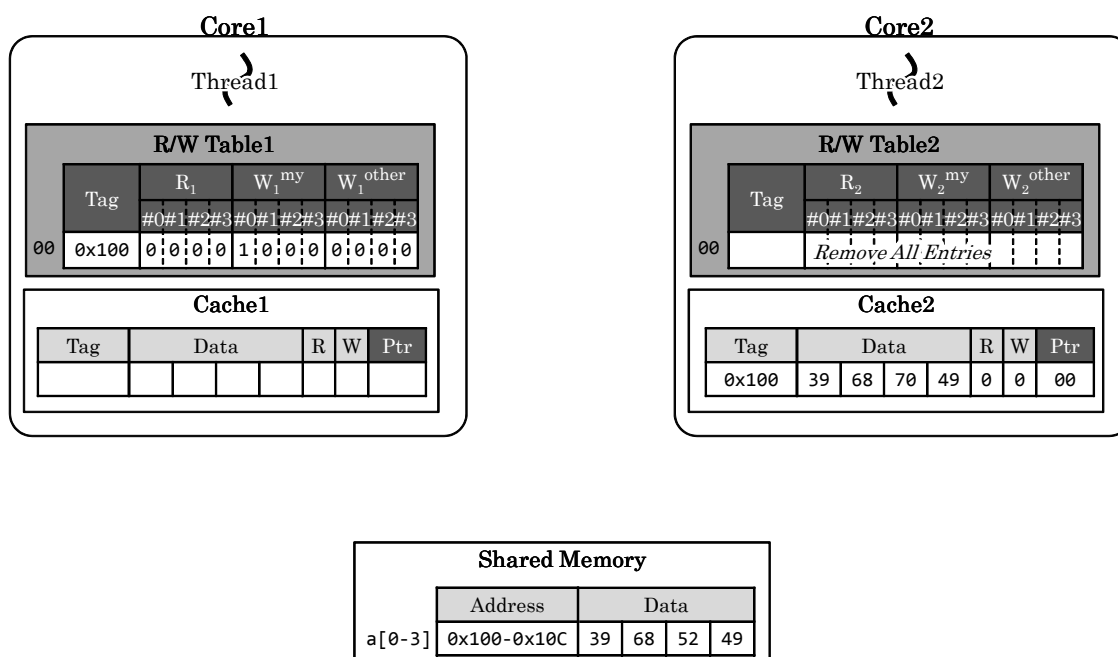 Core1
Thread1
R/W Table1
Tag R₁ W₁ᵐʸ W₁ᵒᵗʰᵉʳ
#0 #1 #2 #3 #0 #1 #2 #3 #0 #1 #2 #3
00 0x100 0 0 0 0 1 0 0 0 0 0 0 0
Cache1
Tag Data R W Ptr
Core2
Thread2
R/W Table2
Tag R₂ W₂ᵐʸ W₂ᵒᵗʰᵉʳ
#0 #1 #2 #3 #0 #1 #2 #3 #0 #1 #2 #3
00 Remove All Entries
Cache2
Tag Data R W Ptr
0x100 39 68 70 49 0 0 00
Shared Memory
Address Data
a[0-3] 0x100-0x10C 39 68 52 49